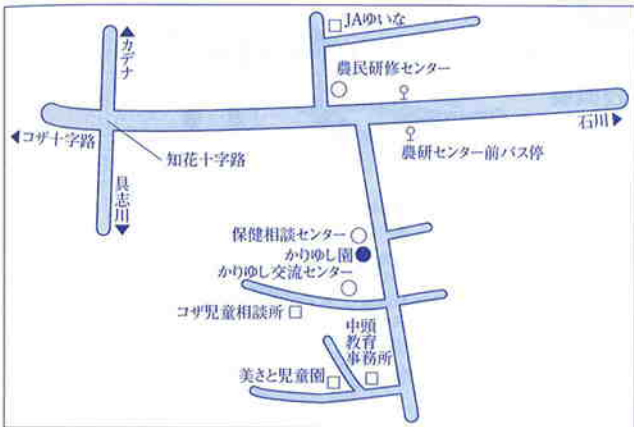 JAゆいな
▲カデナ
農民研修センター
◀コザ十字路
石川▶
知花十字路
農研センター前バス停
具志川▼
保健相談センター
かりゆし園
かりゆし交流センター
コザ児童相談所
中頭
教育
事務所
美さと児童園